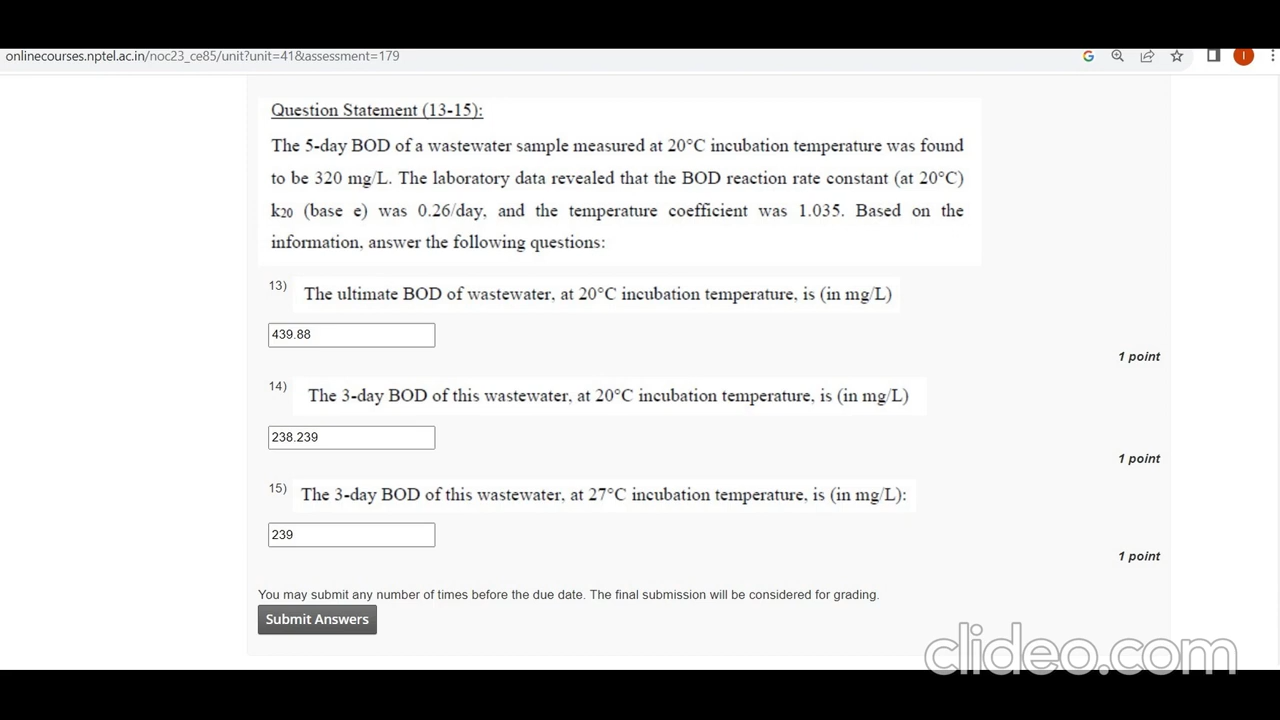 onlinecourses.nptel.ac.in/noc23_ce85/unit?unit=41&assessment=179
Question Statement (13-15):
The 5-day BOD of a wastewater sample measured at 20°C incubation temperature was found
to be 320 mg/L. The laboratory data revealed that the BOD reaction rate constant (at 20°C)
k20 (base e) was 0.26/day, and the temperature coefficient was 1.035. Based on the
information, answer the following questions:
13) The ultimate BOD of wastewater, at 20°C incubation temperature, is (in mg/L)
439.88
1 point
14) The 3-day BOD of this wastewater, at 20°C incubation temperature, is (in mg/L)
238.239
1 point
15) The 3-day BOD of this wastewater, at 27°C incubation temperature, is (in mg/L):
239
1 point
You may submit any number of times before the due date. The final submission will be considered for grading.
Submit Answers
clideo.com